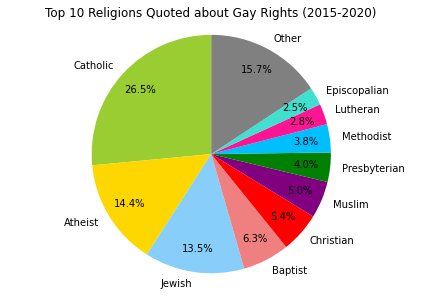 Top 10 Religions Quoted about Gay Rights (2015-2020)
Other
15.7%
Catholic
26.5%
Episcopalian
2.5%
Lutheran
2.8%
Methodist
3.8%
Presbyterian
4.0%
Muslim
5.0%
Christian
5.4%
Baptist
6.3%
Jewish
13.5%
Atheist
14.4%